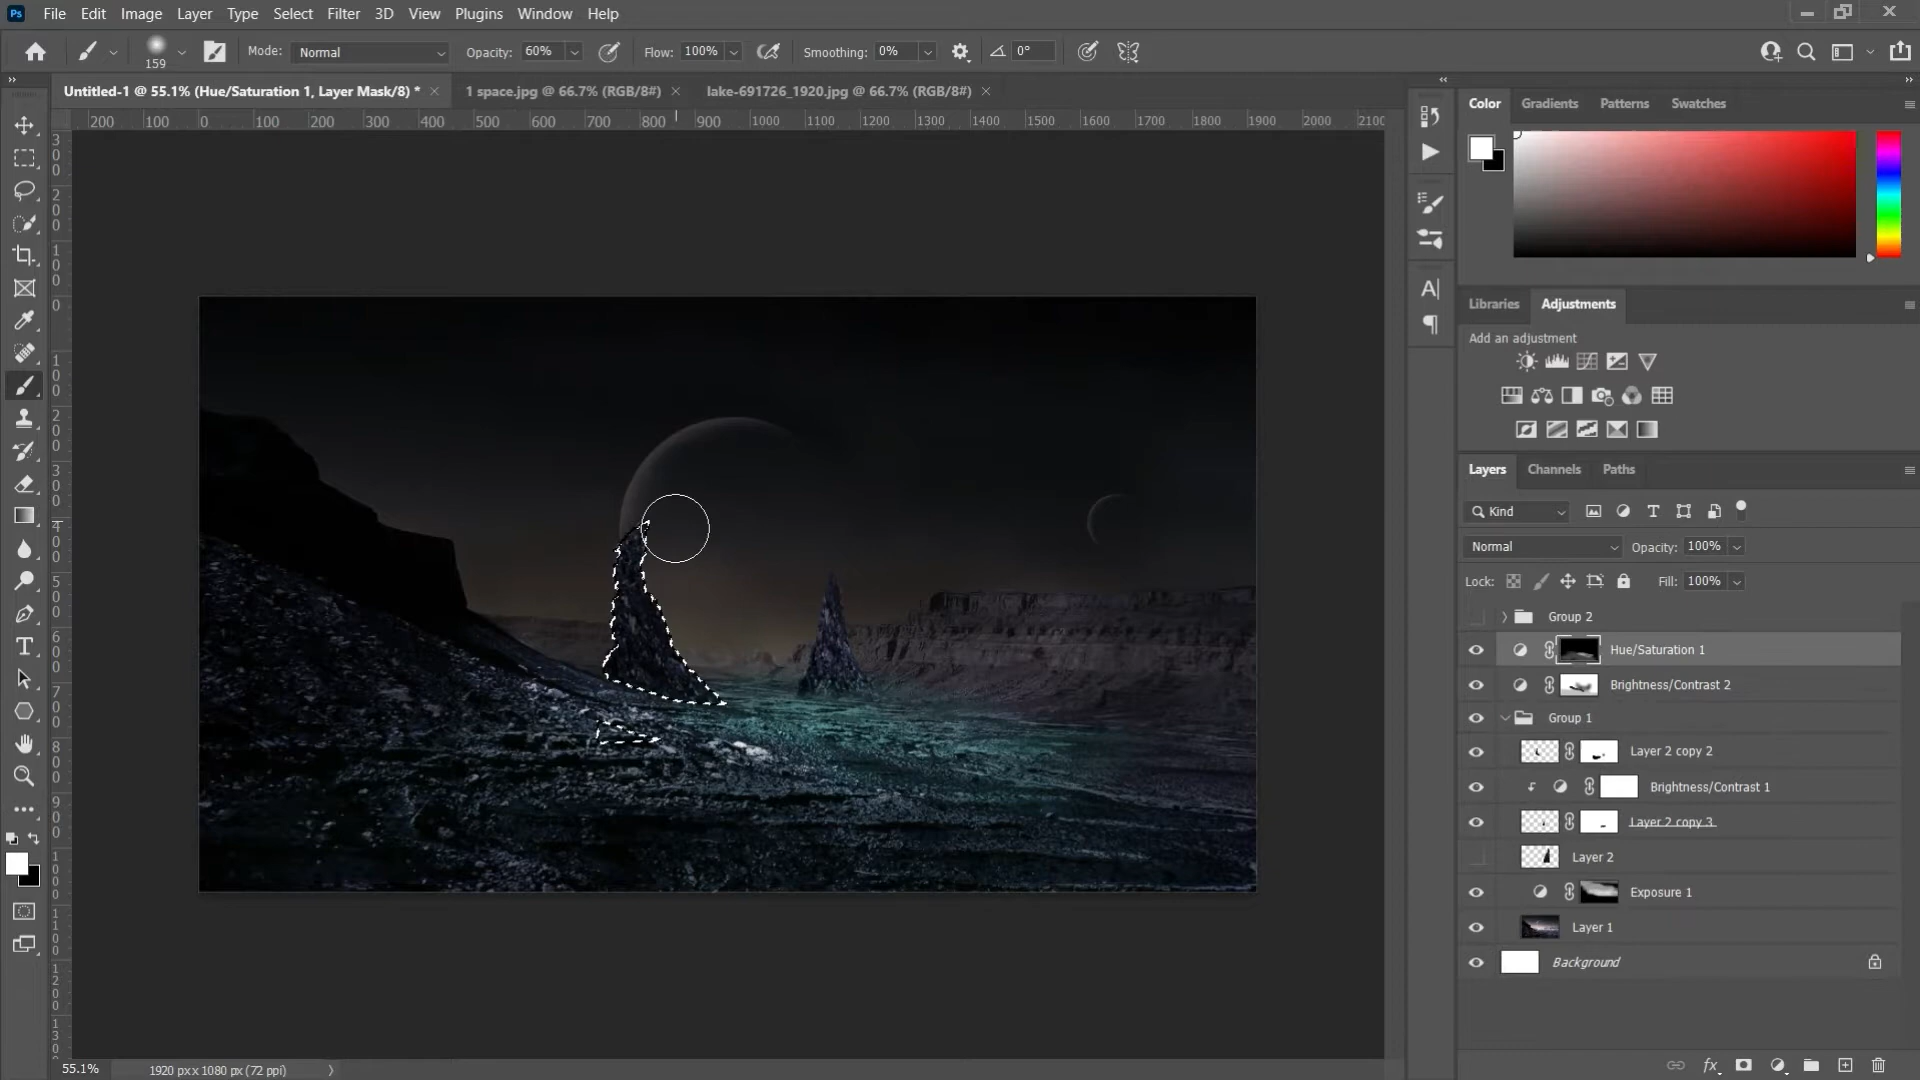 Ps File Edit Image Layer Type Select Filter 3D View Plugins Window Help
159 Mode: Normal Opacity: 60% Flow: 100% Smoothing: 0% 0°
Untitled-1 @ 55.1% (Hue/Saturation 1, Layer Mask/8) * 1 space.jpg @ 66.7% (RGB/8#) lake-691726_1920.jpg @ 66.7% (RGB/8#)
200 100 0 100 200 300 400 500 600 700 800 900 1000 1100 1200 1300 1400 1500 1600 1700 1800 1900 2000 2100
Color Gradients Patterns Swatches
Libraries Adjustments
Add an adjustment
Layers Channels Paths
Kind
Normal Opacity: 100%
Lock: Fill: 100%
Group 2
Hue/Saturation 1
Brightness/Contrast 2
Group 1
Layer 2 copy 2
Brightness/Contrast 1
Layer 2 copy 3
Layer 2
Exposure 1
Layer 1
Background
55.1% 1920 px x 1080 px (72 ppi)